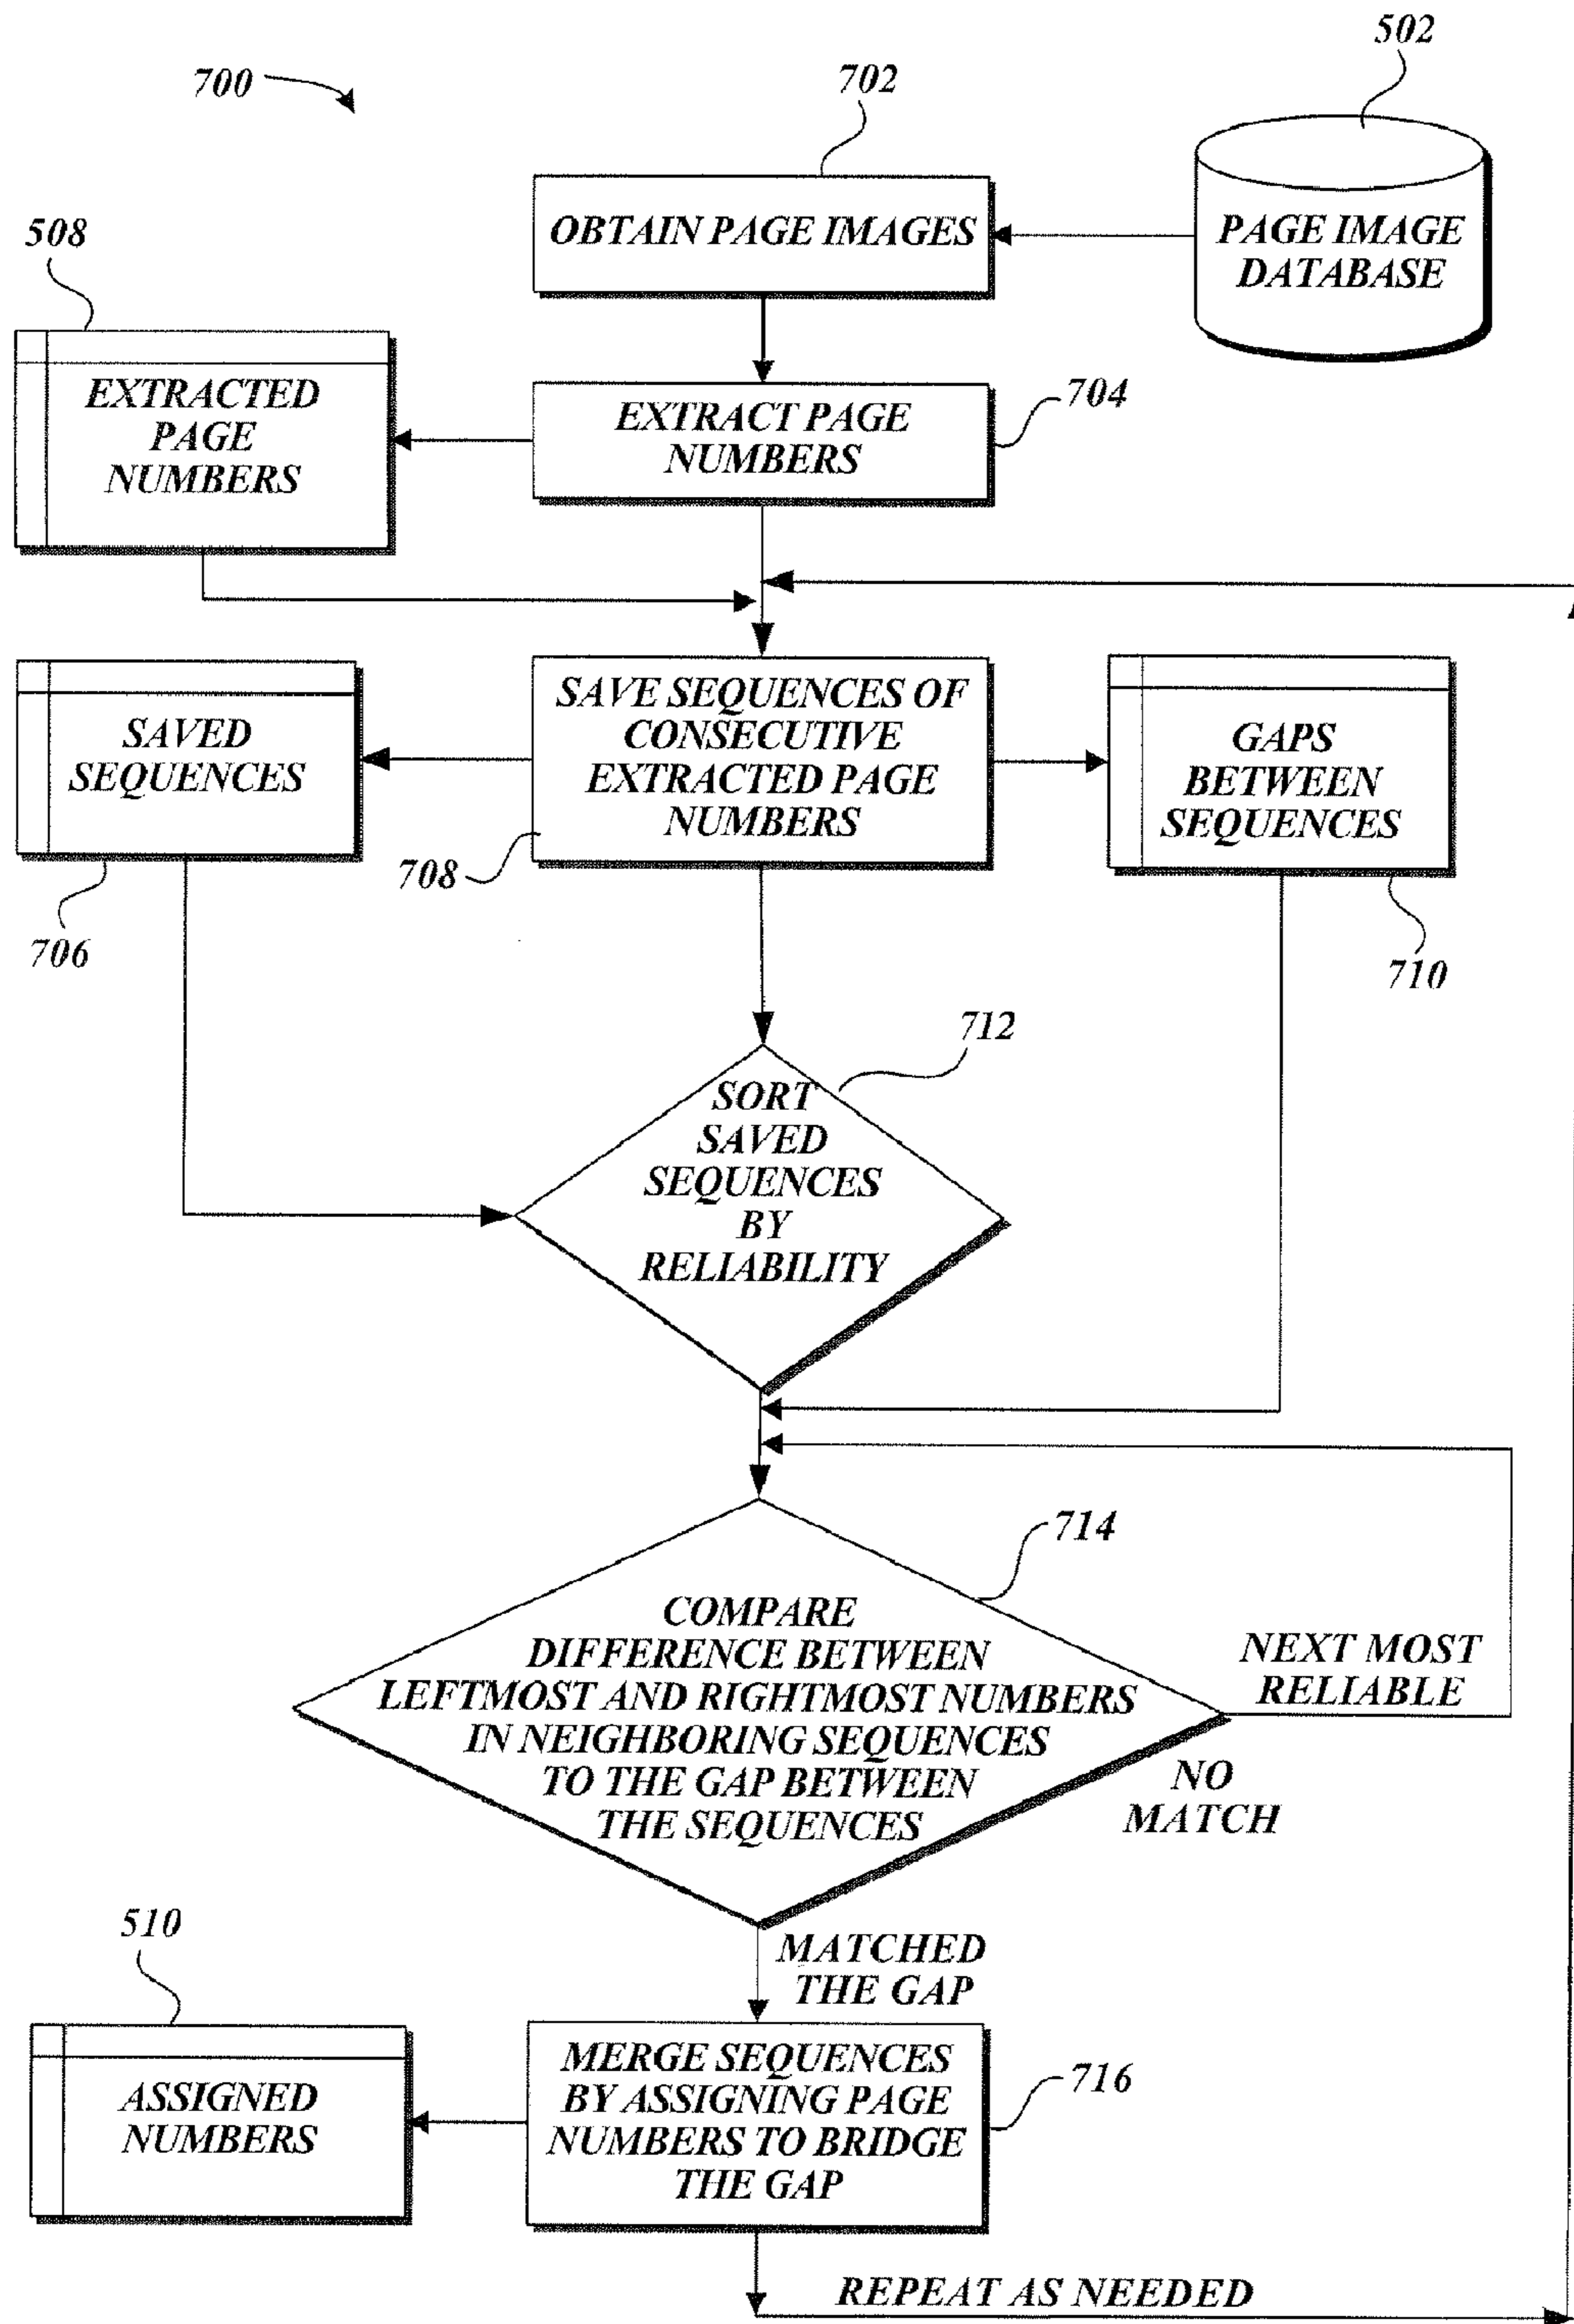 502
700
702
OBTAIN PAGE IMAGES
PAGE IMAGE
DATABASE
508
EXTRACTED
PAGE
NUMBERS
EXTRACT PAGE
NUMBERS
704
SAVED
SEQUENCES
706
SAVE SEQUENCES OF
CONSECUTIVE
EXTRACTED PAGE
NUMBERS
708
GAPS
BETWEEN
SEQUENCES
710
712
SORT
SAVED
SEQUENCES
BY
RELIABILITY
714
COMPARE
DIFFERENCE BETWEEN
LEFTMOST AND RIGHTMOST NUMBERS
IN NEIGHBORING SEQUENCES
TO THE GAP BETWEEN
THE SEQUENCES
NEXT MOST
RELIABLE
NO
MATCH
MATCHED
THE GAP
510
ASSIGNED
NUMBERS
MERGE SEQUENCES
BY ASSIGNING PAGE
NUMBERS TO BRIDGE
THE GAP
716
REPEAT AS NEEDED